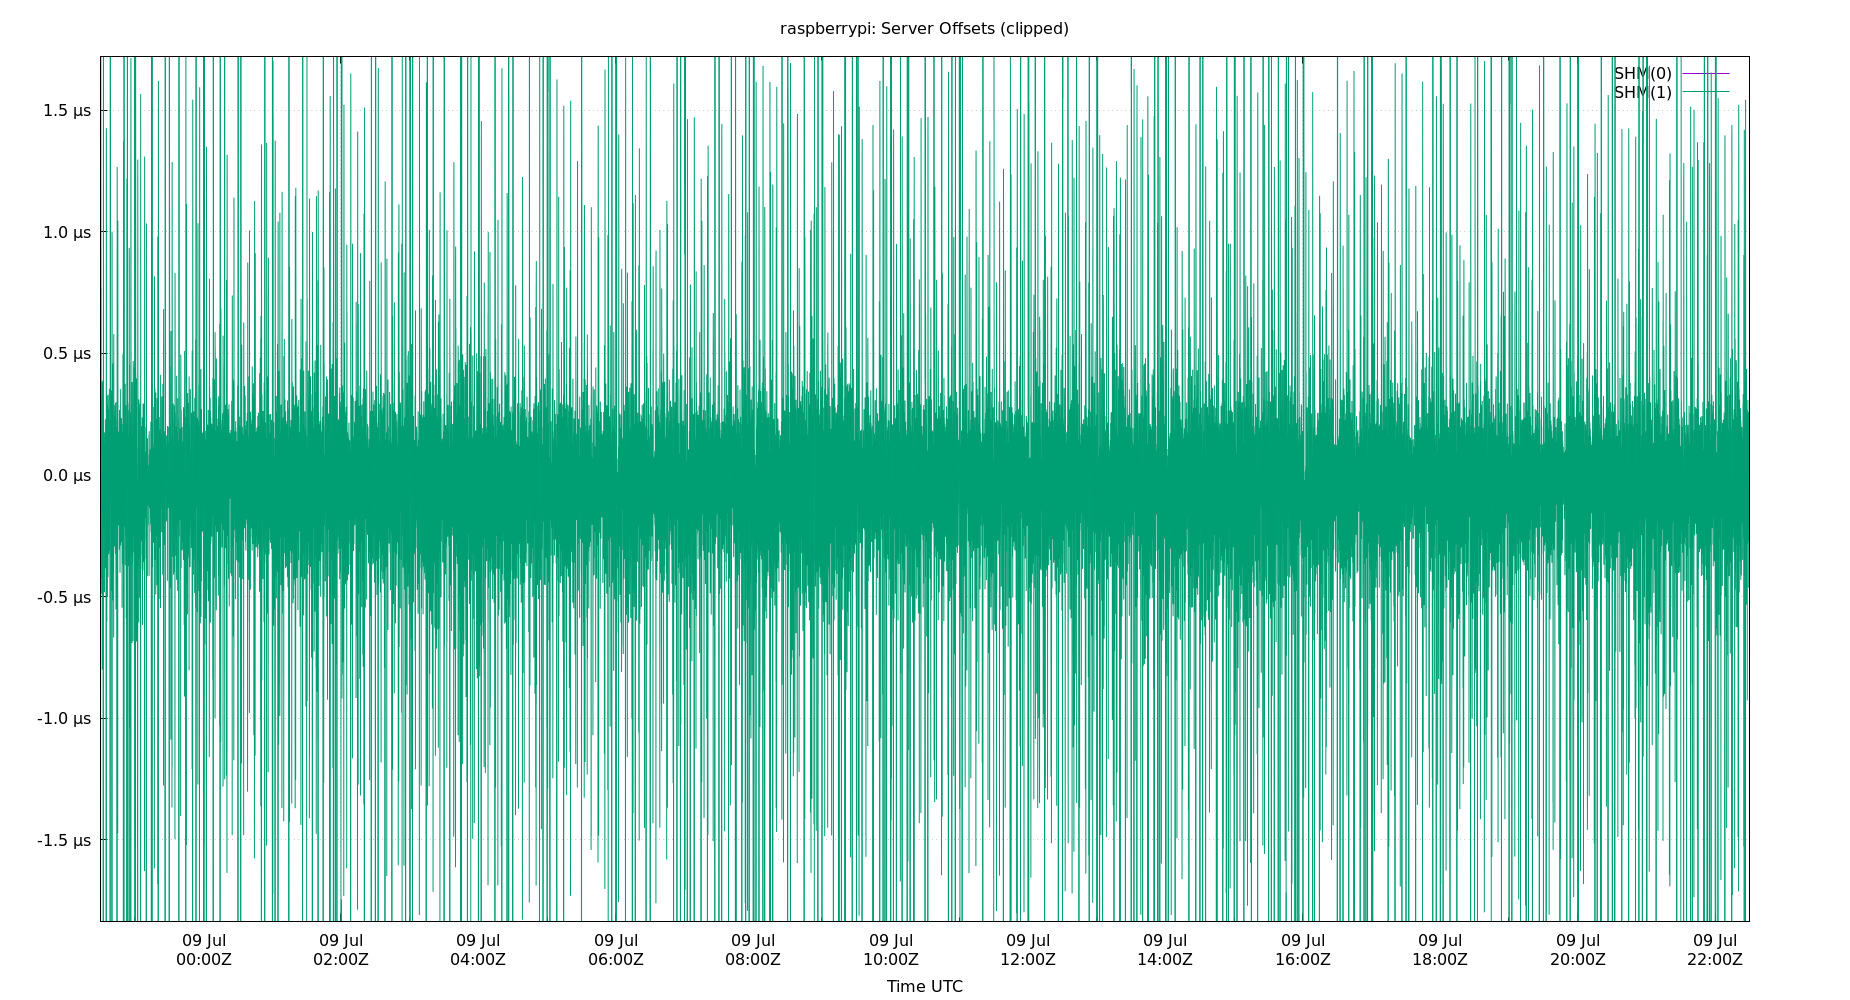 raspberrypi: Server Offsets (clipped)
SHM(0)
SHM(1)
1.5 µs
1.0 µs
0.5 µs
0.0 µs
-0.5 µs
-1.0 µs
-1.5 µs
09 Jul 09 Jul 09 Jul 09 Jul 09 Jul 09 Jul 09 Jul 09 Jul 09 Jul 09 Jul 09 Jul 09 Jul
00:00Z 02:00Z 04:00Z 06:00Z 08:00Z 10:00Z 12:00Z 14:00Z 16:00Z 18:00Z 20:00Z 22:00Z
Time UTC